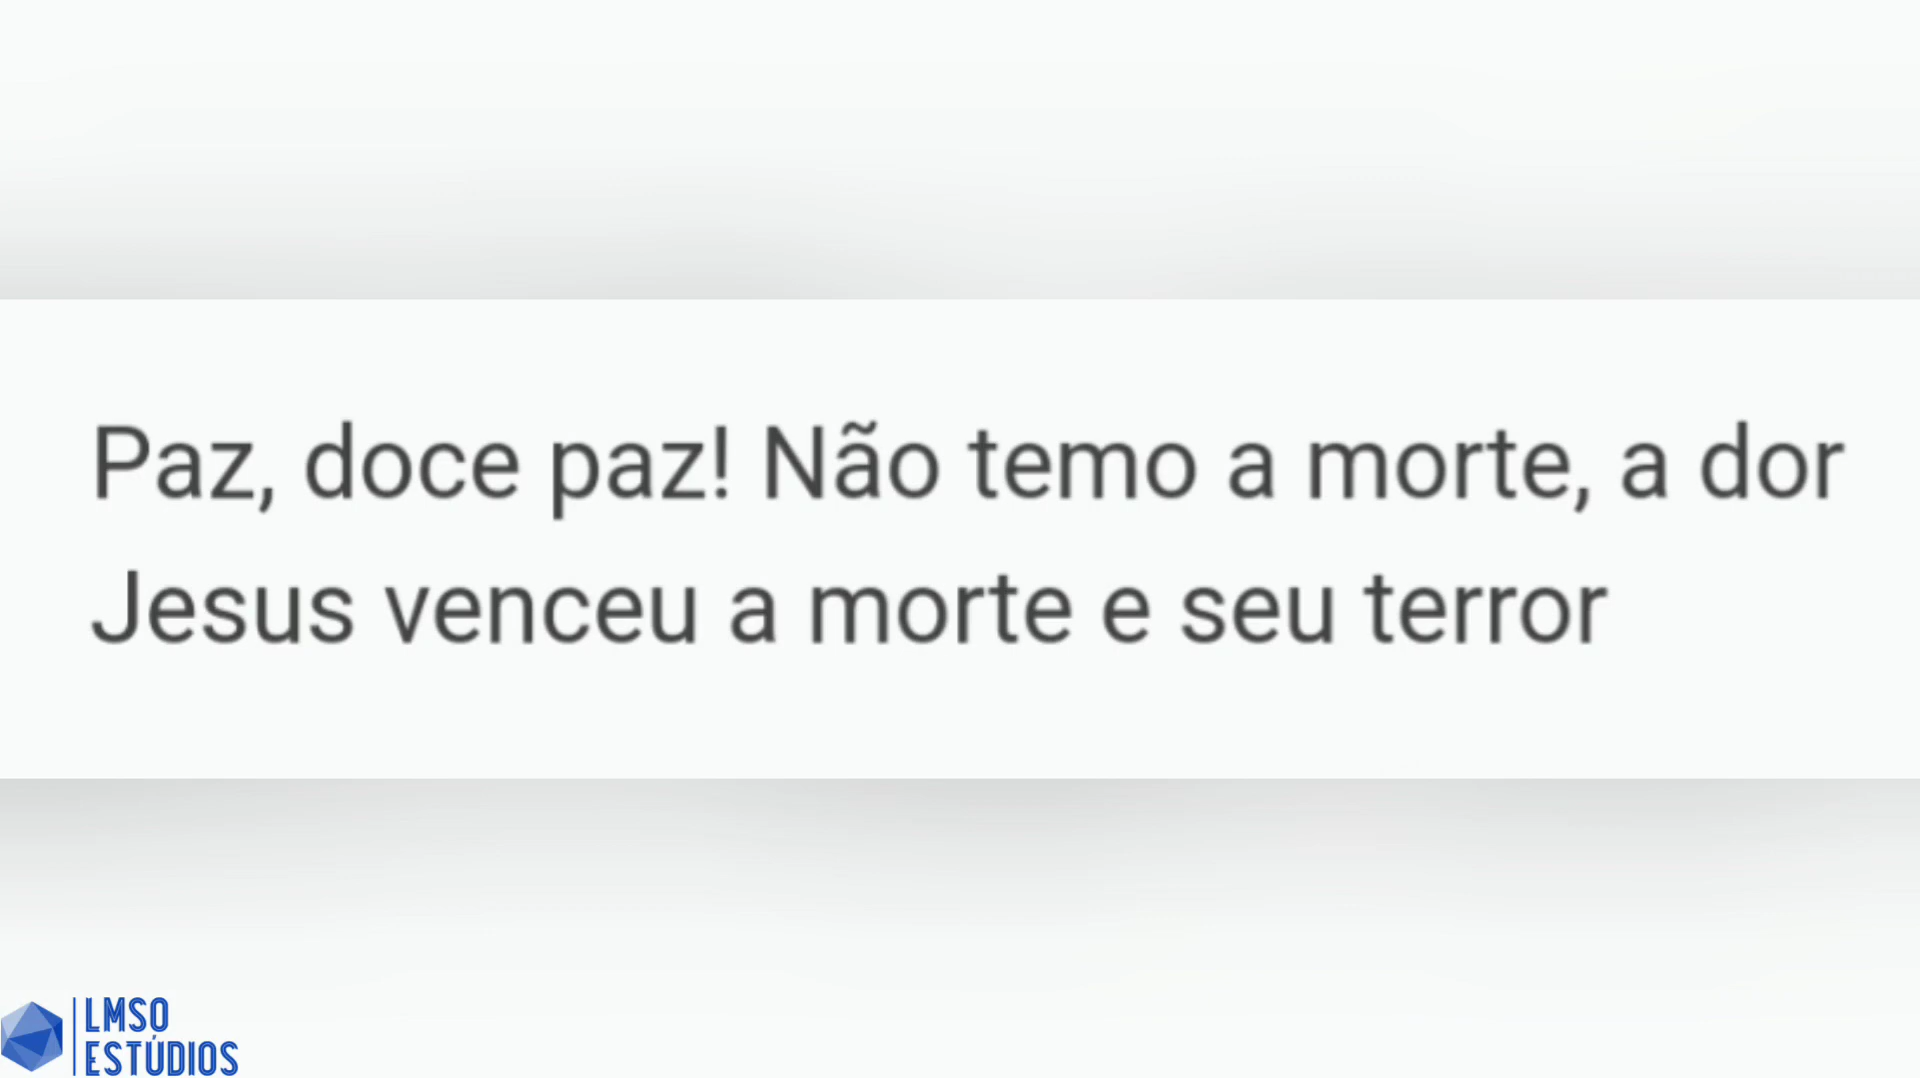 Paz, doce paz! Não temo a morte, a dor
Jesus venceu a morte e seu terror
LMSO
ESTÚDIOS